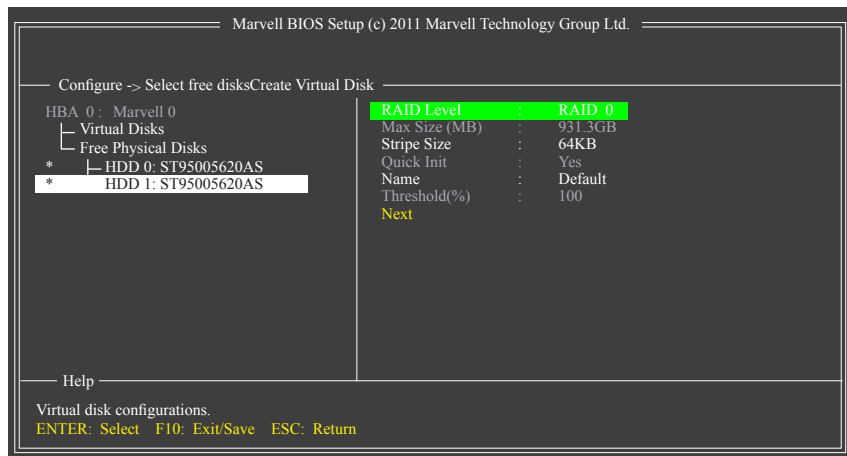 Marvell BIOS Setup (c) 2011 Marvell Technology Group Ltd.
Configure -> Select free disksCreate Virtual Disk
HBA 0 : Marvell 0
Virtual Disks
Free Physical Disks
* HDD 0: ST95005620AS
* HDD 1: ST95005620AS
RAID Level : RAID 0
Max Size (MB) : 931.3GB
Stripe Size : 64KB
Quick Init : Yes
Name : Default
Threshold(%) : 100
Next
Help
Virtual disk configurations.
ENTER: Select F10: Exit/Save ESC: Return